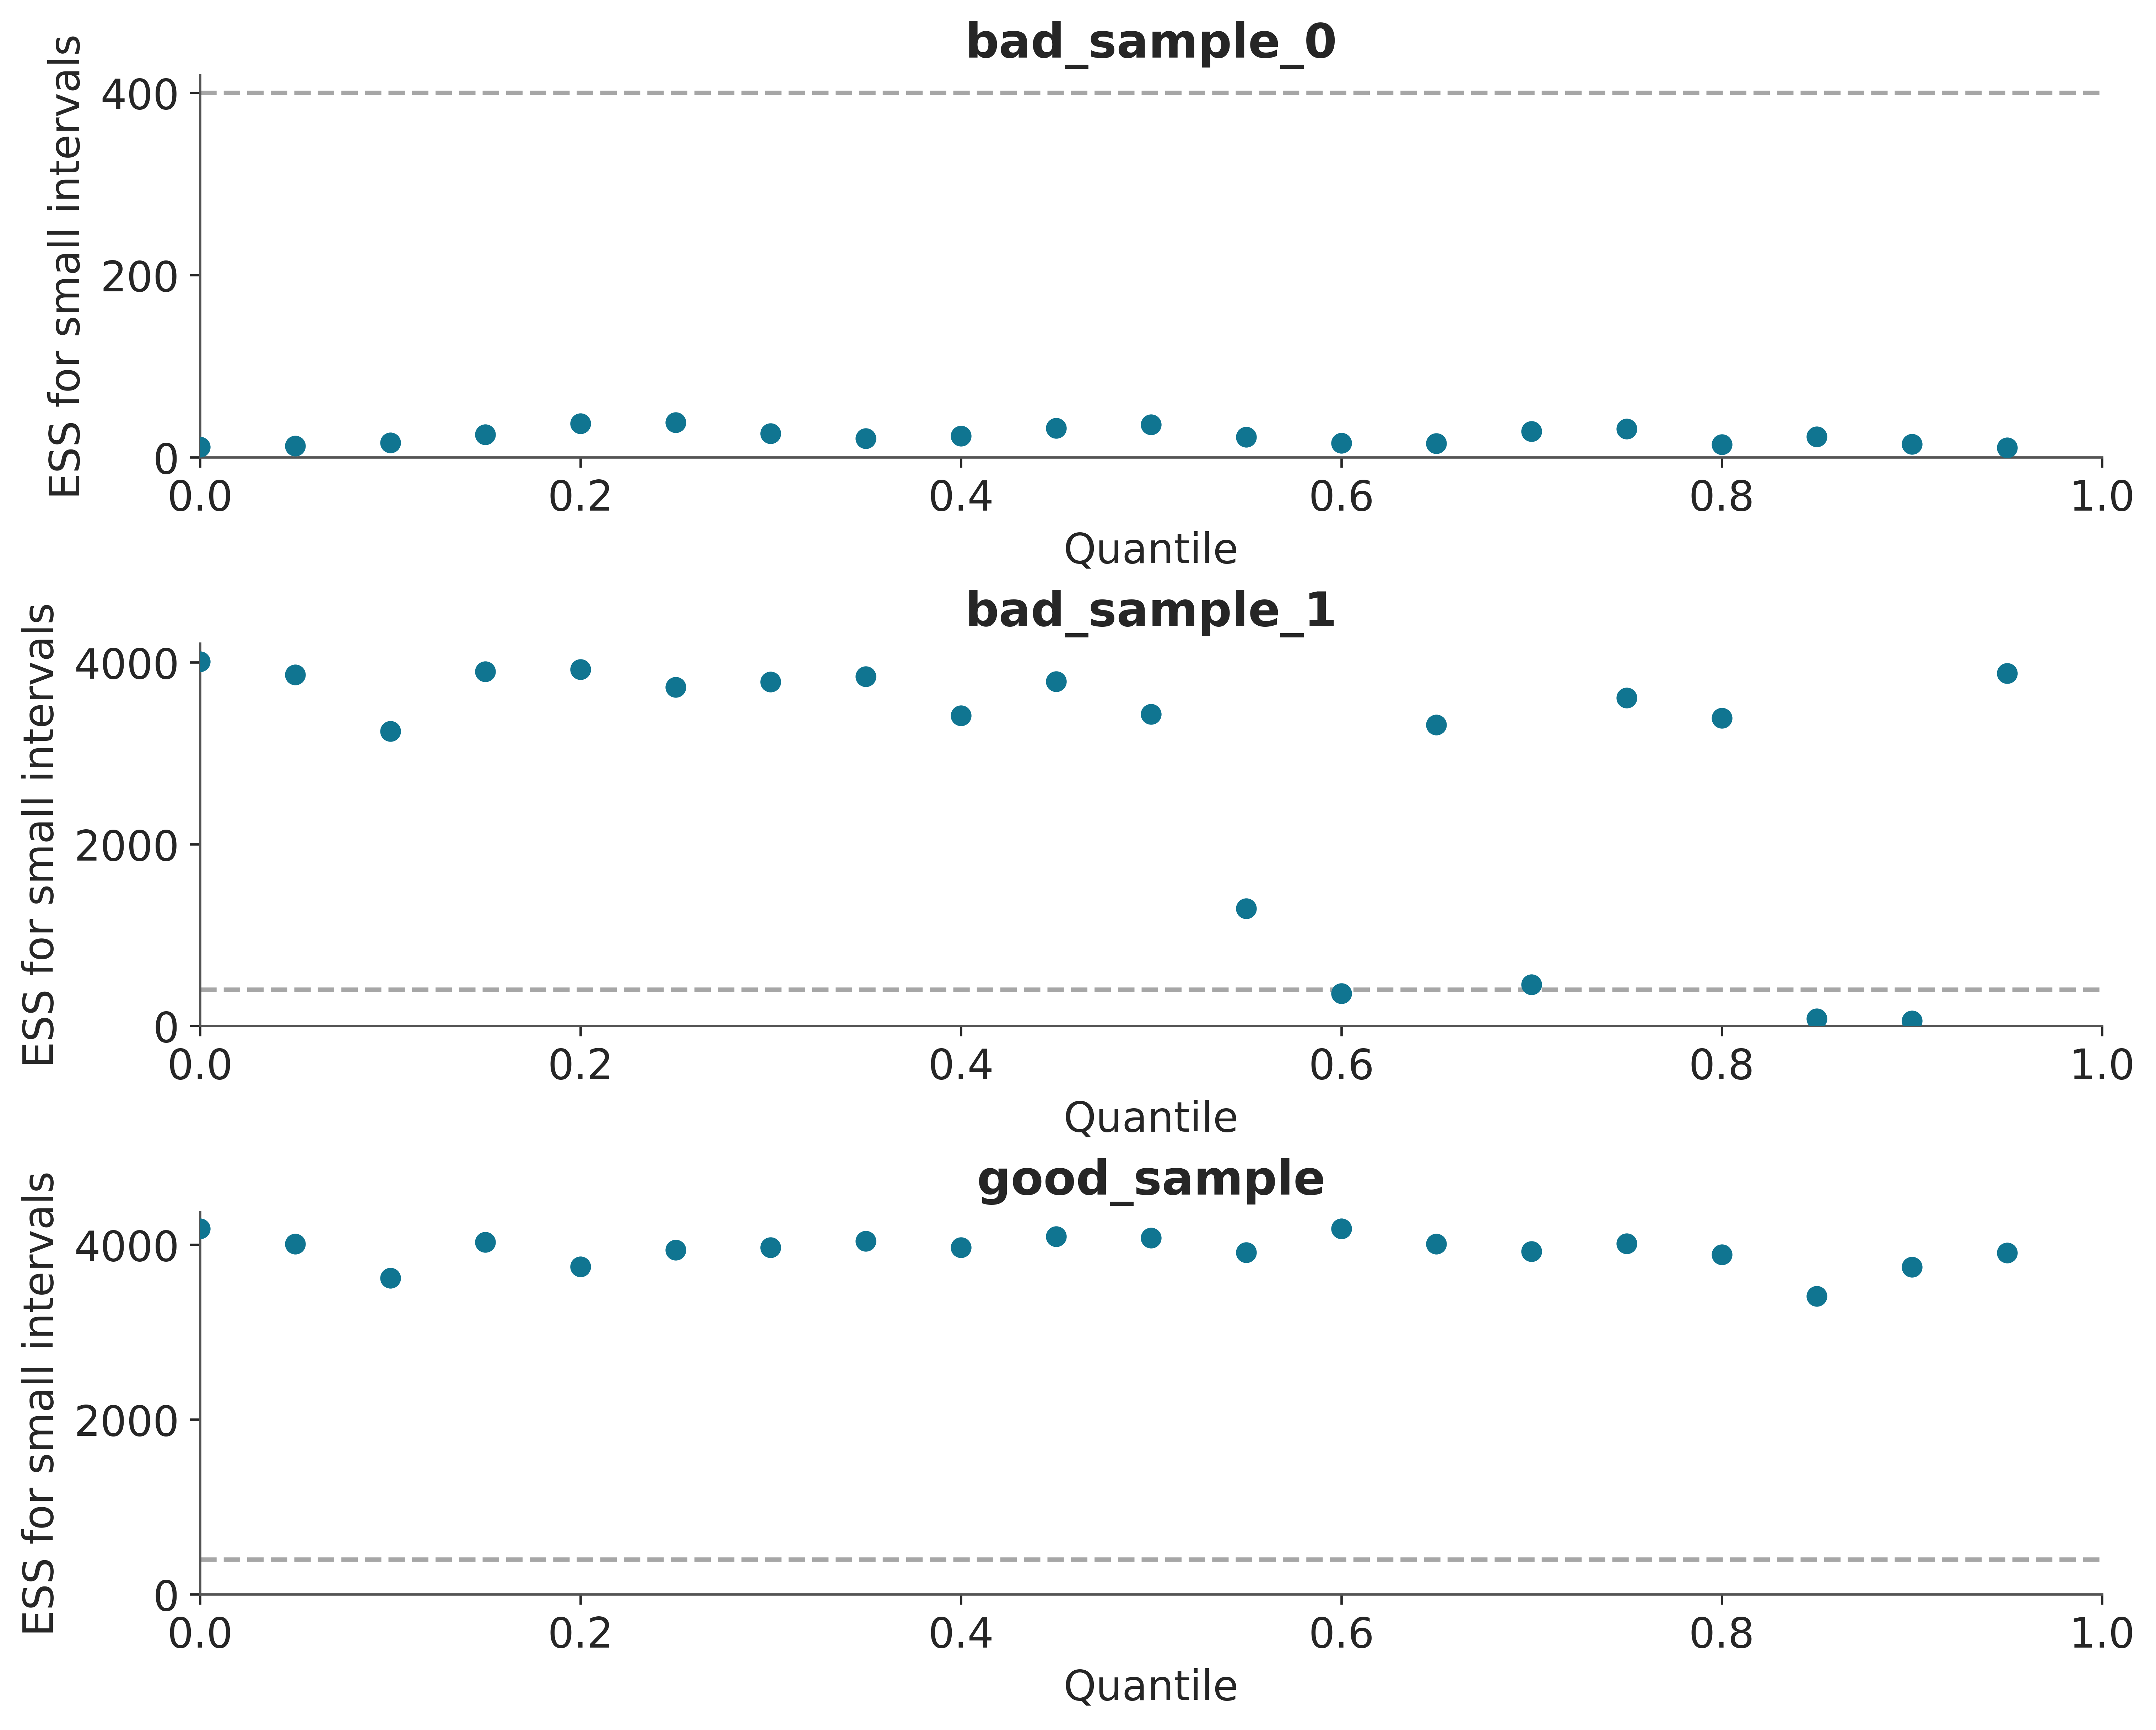 bad_sample_0
ESS for small intervals
400
200
0
0.0 0.2 0.4 0.6 0.8 1.0
Quantile
bad_sample_1
ESS for small intervals
4000
2000
0
0.0 0.2 0.4 0.6 0.8 1.0
Quantile
good_sample
ESS for small intervals
4000
2000
0
0.0 0.2 0.4 0.6 0.8 1.0
Quantile